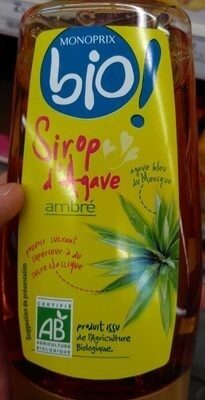 MONOPRIX
bio!
Sirop
d'Agave
ambré
agave bleu
du Mexique
pouvoir sucrant
supérieur à du
sucre classique
Suggestion de présentation
CERTIFIÉ
AB
AGRICULTURE
BIOLOGIQUE
produit issu
de l'Agriculture
Biologique.